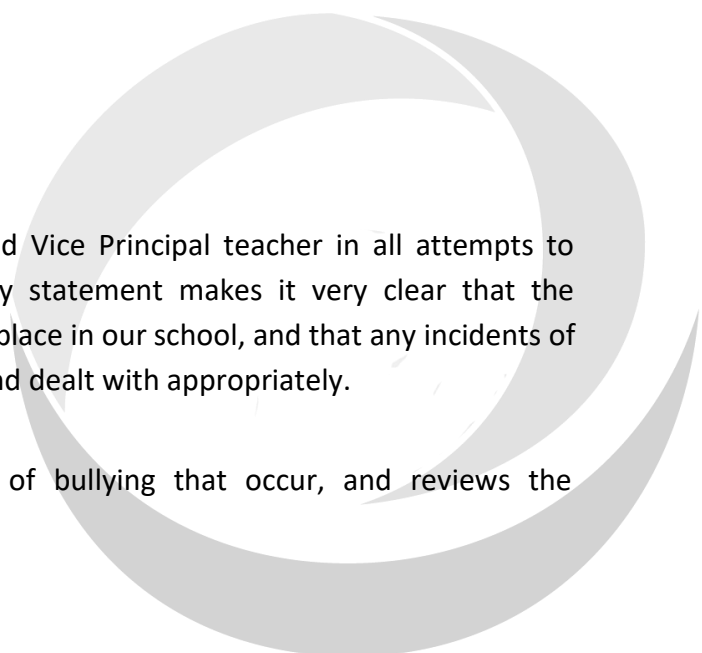 d Vice Principal teacher in all attempts to
y statement makes it very clear that the
place in our school, and that any incidents of
nd dealt with appropriately.
of bullying that occur, and reviews the